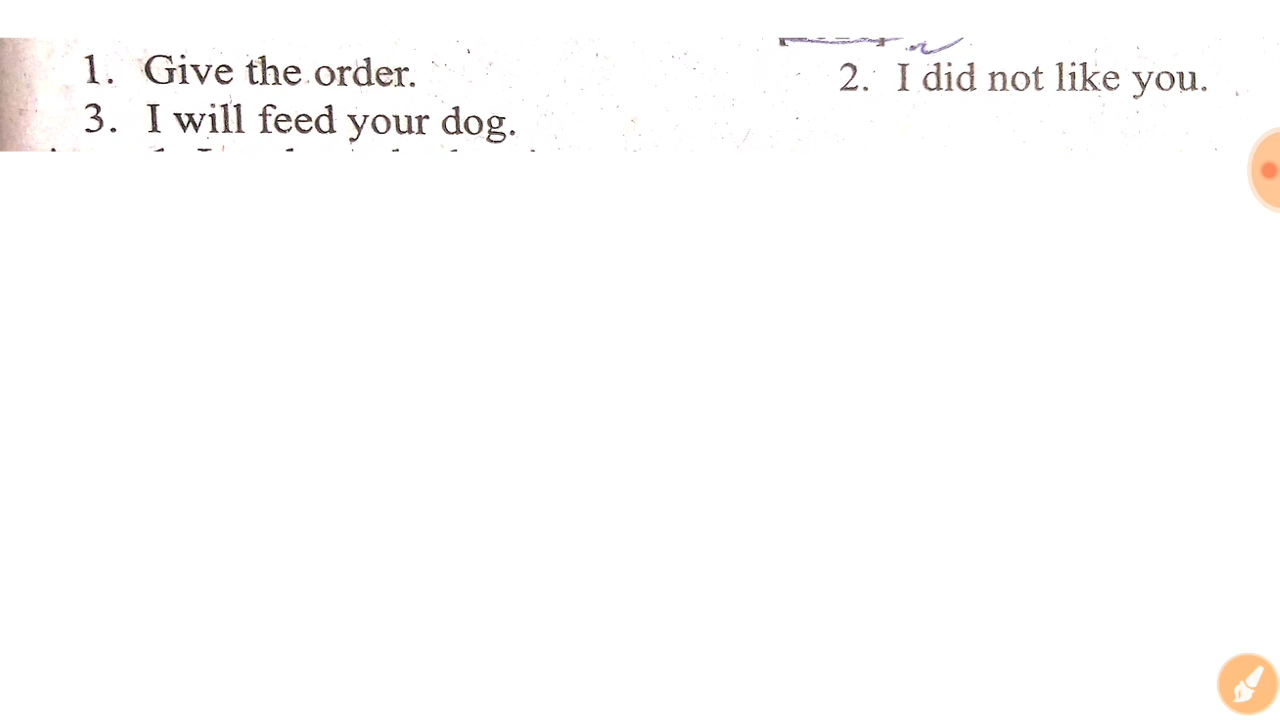 1. Give the order.
2. I did not like you.
3. I will feed your dog.